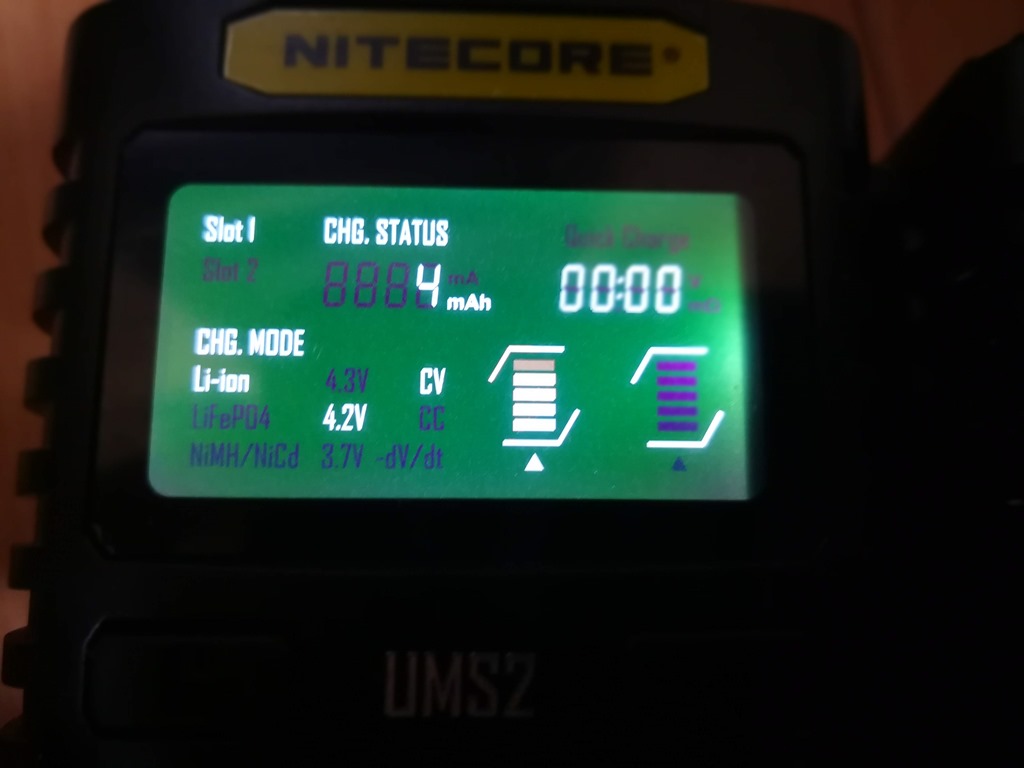 NITECORE®
Slot 1 CHG. STATUS Quick Charge
Slot 2 4 mA 00:00
mAh
CHG. MODE
Li-ion 4.3V CV
LiFePO4 4.2V CC
NiMH/NiCd 3.7V -dV/dt
UMS2